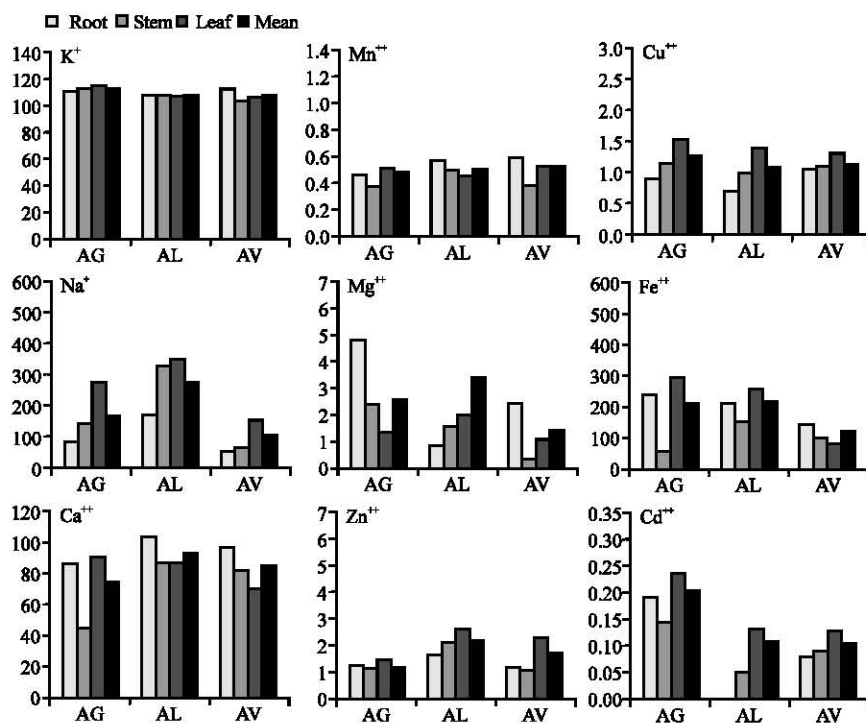 Root Stem Leaf Mean
K+ Mn++ Cu++
140 1.4 3.0
120 1.2 2.5
100 1.0 2.0
80 0.8 1.5
60 0.6 1.0
40 0.4 0.5
20 0.2 0.0
0 0.0
AG AL AV AG AL AV AG AL AV
Na+ Mg++ Fe++
600 7 600
500 6 500
400 5 400
300 4 300
200 3 200
100 2 100
0 1 0
0
AG AL AV AG AL AV AG AL AV
Ca++ Zn++ Cd++
120 7 0.35
100 6 0.30
80 5 0.25
60 4 0.20
40 3 0.15
20 2 0.10
0 1 0.05
0 0.00
AG AL AV AG AL AV AG AL AV